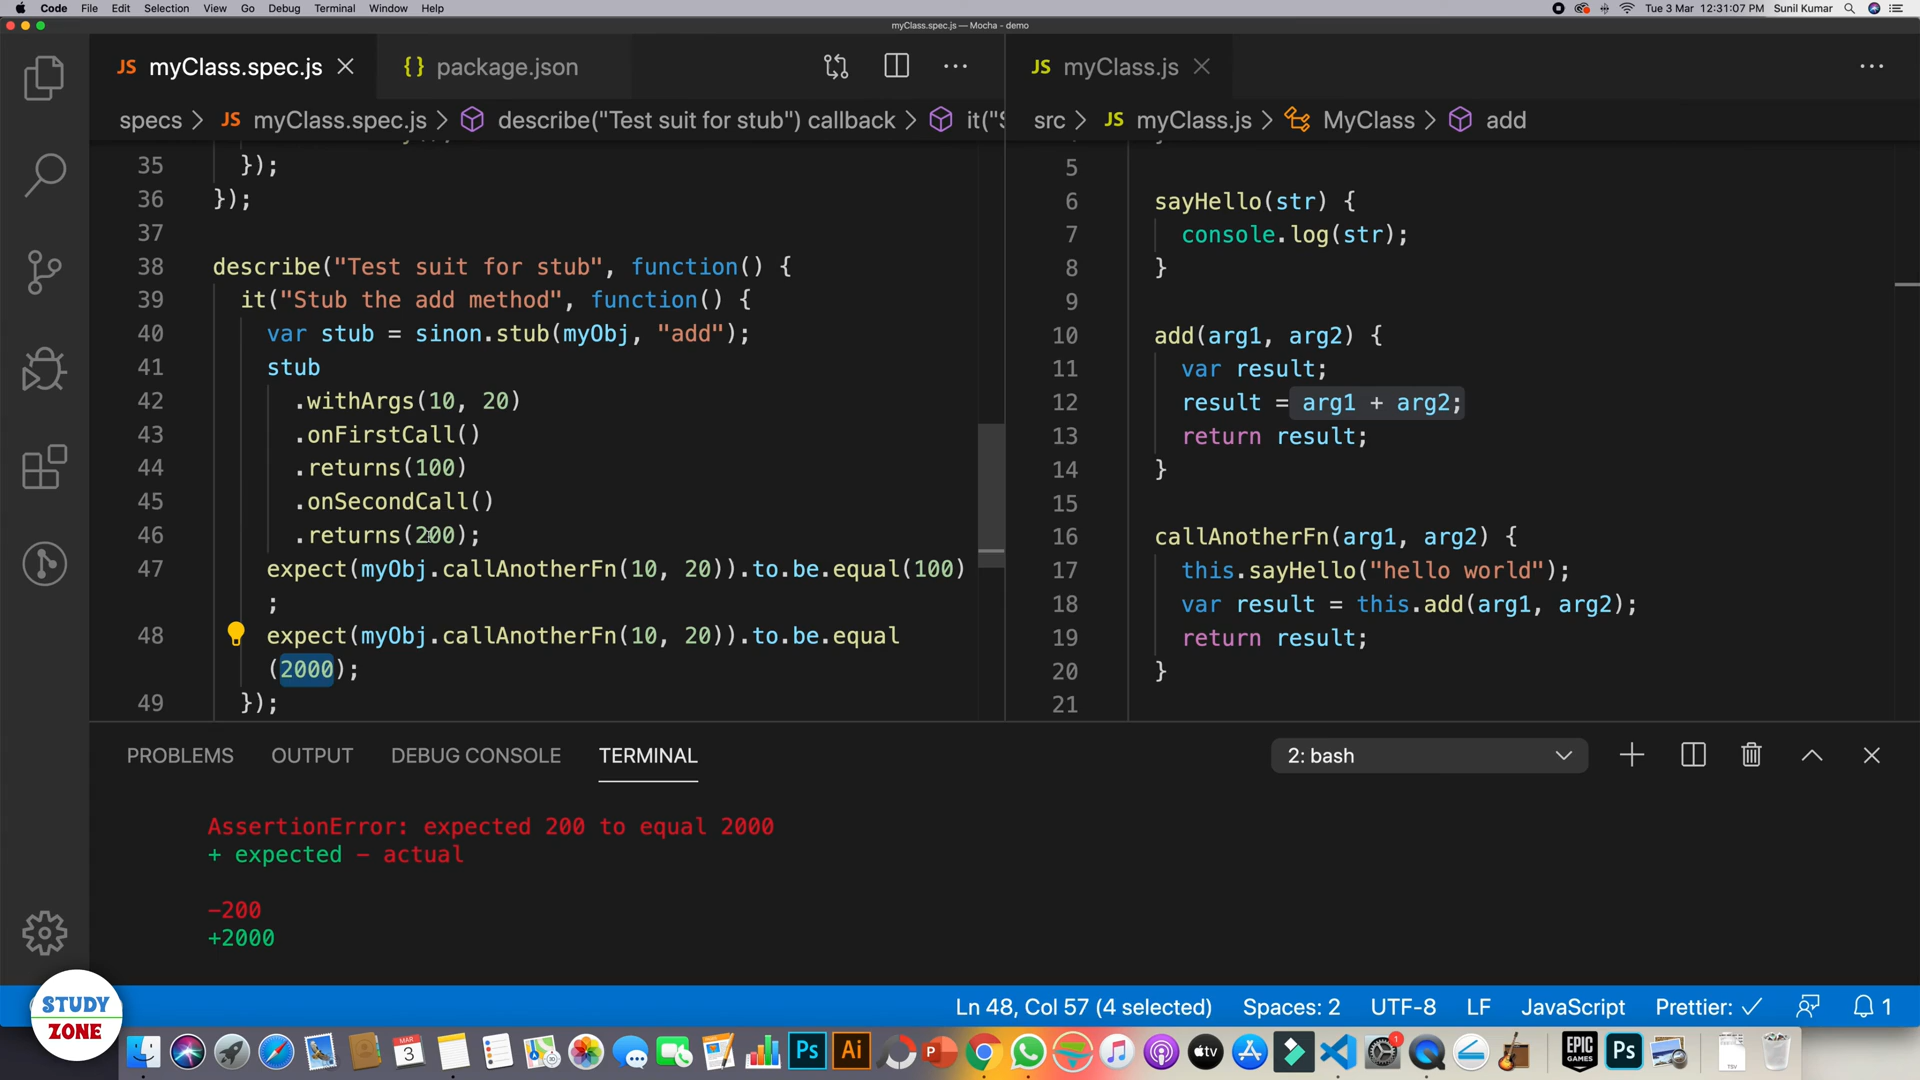 Code File Edit Selection View Go Debug Terminal Window Help
Tue 3 Mar 12:31:07 PM Sunil Kumar
myClass.spec.js — Mocha - demo
JS myClass.spec.js
{} package.json
JS myClass.js
specs > JS myClass.spec.js > describe("Test suit for stub") callback > it("S
src > JS myClass.js > MyClass > add
35 });
36 });
37
38 describe("Test suit for stub", function() {
39 it("Stub the add method", function() {
40 var stub = sinon.stub(myObj, "add");
41 stub
42 .withArgs(10, 20)
43 .onFirstCall()
44 .returns(100)
45 .onSecondCall()
46 .returns(200);
47 expect(myObj.callAnotherFn(10, 20)).to.be.equal(100)
;
48 expect(myObj.callAnotherFn(10, 20)).to.be.equal
(2000);
49 });
5
6 sayHello(str) {
7 console.log(str);
8 }
9
10 add(arg1, arg2) {
11 var result;
12 result = arg1 + arg2;
13 return result;
14 }
15
16 callAnotherFn(arg1, arg2) {
17 this.sayHello("hello world");
18 var result = this.add(arg1, arg2);
19 return result;
20 }
21
PROBLEMS OUTPUT DEBUG CONSOLE TERMINAL
2: bash
AssertionError: expected 200 to equal 2000
+ expected - actual
-200
+2000
STUDY
ZONE
Ln 48, Col 57 (4 selected) Spaces: 2 UTF-8 LF JavaScript Prettier: ✓ 1
MAR
3
Ps Ai P tv 1 EPIC GAMES Ps